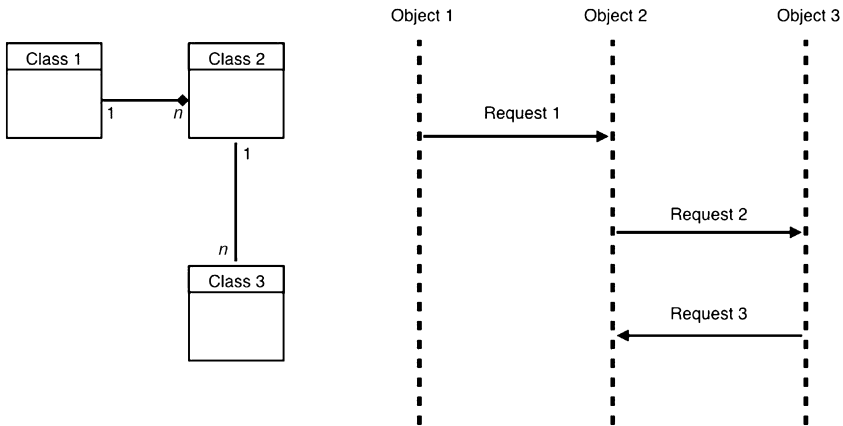 Class 1
Class 2
1
n
1
n
Class 3
Object 1
Object 2
Object 3
Request 1
Request 2
Request 3